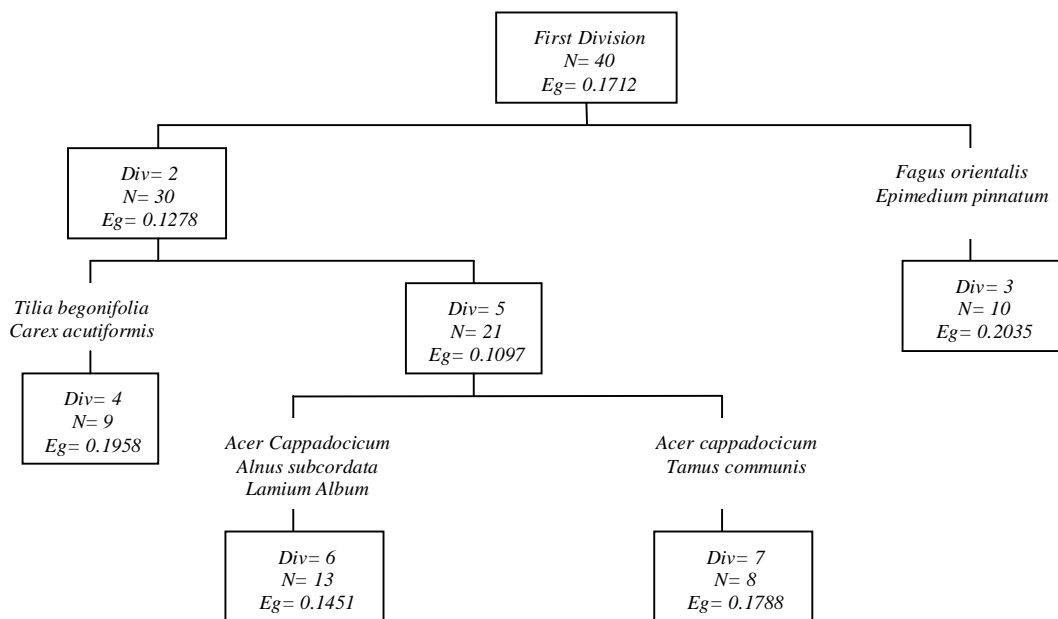 First Division
N= 40
Eg= 0.1712
Div= 2
N= 30
Eg= 0.1278
Fagus orientalis
Epimedium pinnatum
Tilia begonifolia
Carex acutiformis
Div= 5
N= 21
Eg= 0.1097
Div= 3
N= 10
Eg= 0.2035
Div= 4
N= 9
Eg= 0.1958
Acer Cappadocicum
Alnus subcordata
Lamium Album
Acer cappadocicum
Tamus communis
Div= 6
N= 13
Eg= 0.1451
Div= 7
N= 8
Eg= 0.1788